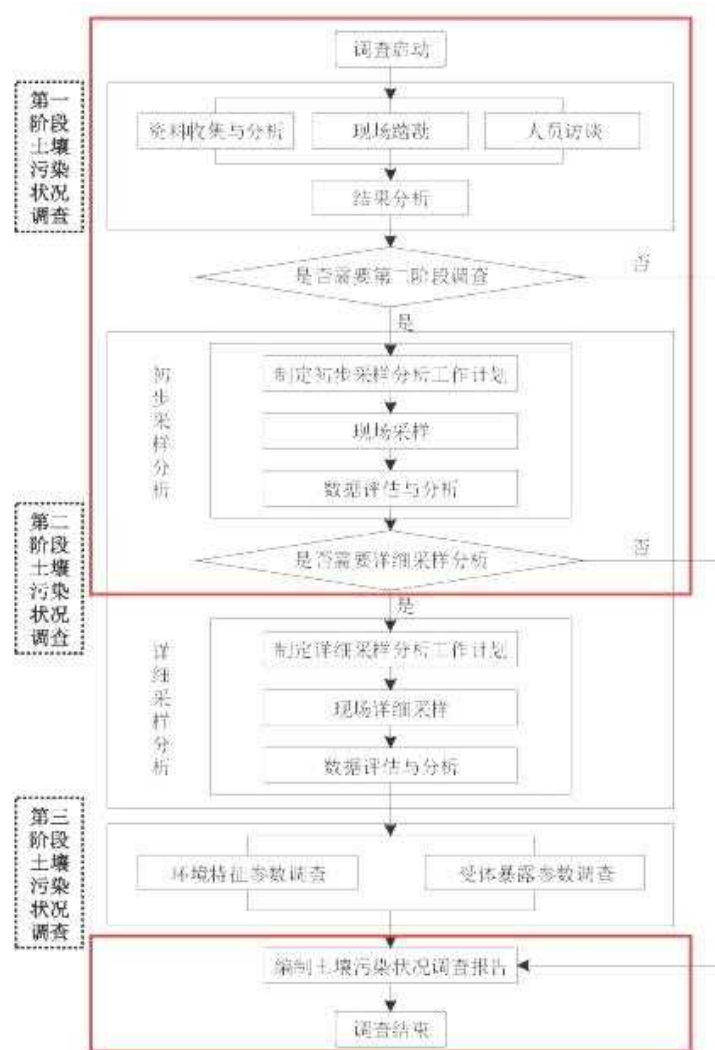 调查启动
第一
阶段
土壤
污染
状况
调查
资料收集与分析
现场踏勘
人员访谈
结果分析
是否需要第二阶段调查
否
是
初步采样分析
制定初步采样分析工作计划
现场采样
数据评估与分析
第二
阶段
土壤
污染
状况
调查
是否需要详细采样分析
否
是
详细采样分析
制定详细采样分析工作计划
现场详细采样
数据评估与分析
第三
阶段
土壤
污染
状况
调查
环境特征参数调查
受体暴露参数调查
编制土壤污染状况调查报告
调查结束